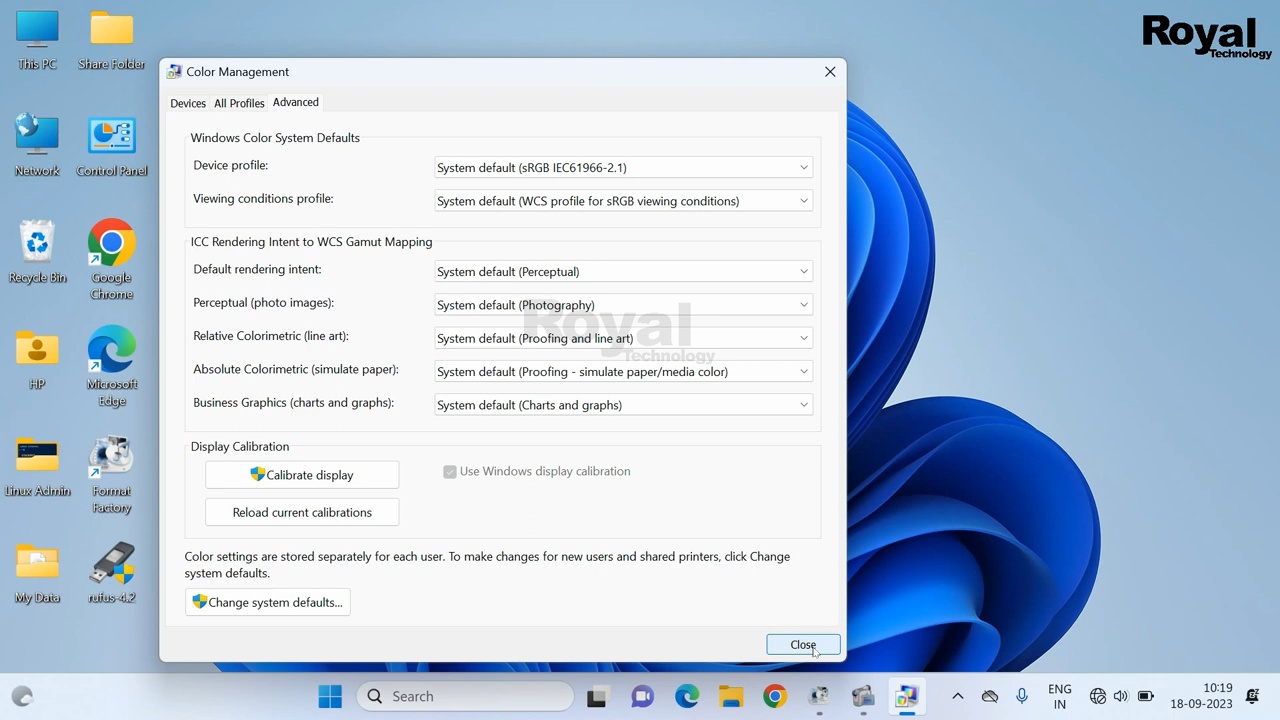 Royal
Technology
This PC
Share Folder
Network
Control Panel
Recycle Bin
Google
Chrome
HP
Microsoft
Edge
Linux Admin
Format
Factory
My Data
rufus-4.2
Color Management
Devices
All Profiles
Advanced
Windows Color System Defaults
Device profile:
System default (sRGB IEC61966-2.1)
Viewing conditions profile:
System default (WCS profile for sRGB viewing conditions)
ICC Rendering Intent to WCS Gamut Mapping
Default rendering intent:
System default (Perceptual)
Perceptual (photo images):
System default (Photography)
Relative Colorimetric (line art):
System default (Proofing and line art)
Absolute Colorimetric (simulate paper):
System default (Proofing - simulate paper/media color)
Business Graphics (charts and graphs):
System default (Charts and graphs)
Royal
Technology
Display Calibration
Calibrate display
Use Windows display calibration
Reload current calibrations
Color settings are stored separately for each user. To make changes for new users and shared printers, click Change
system defaults.
Change system defaults...
Close
Search
ENG
IN
10:19
18-09-2023